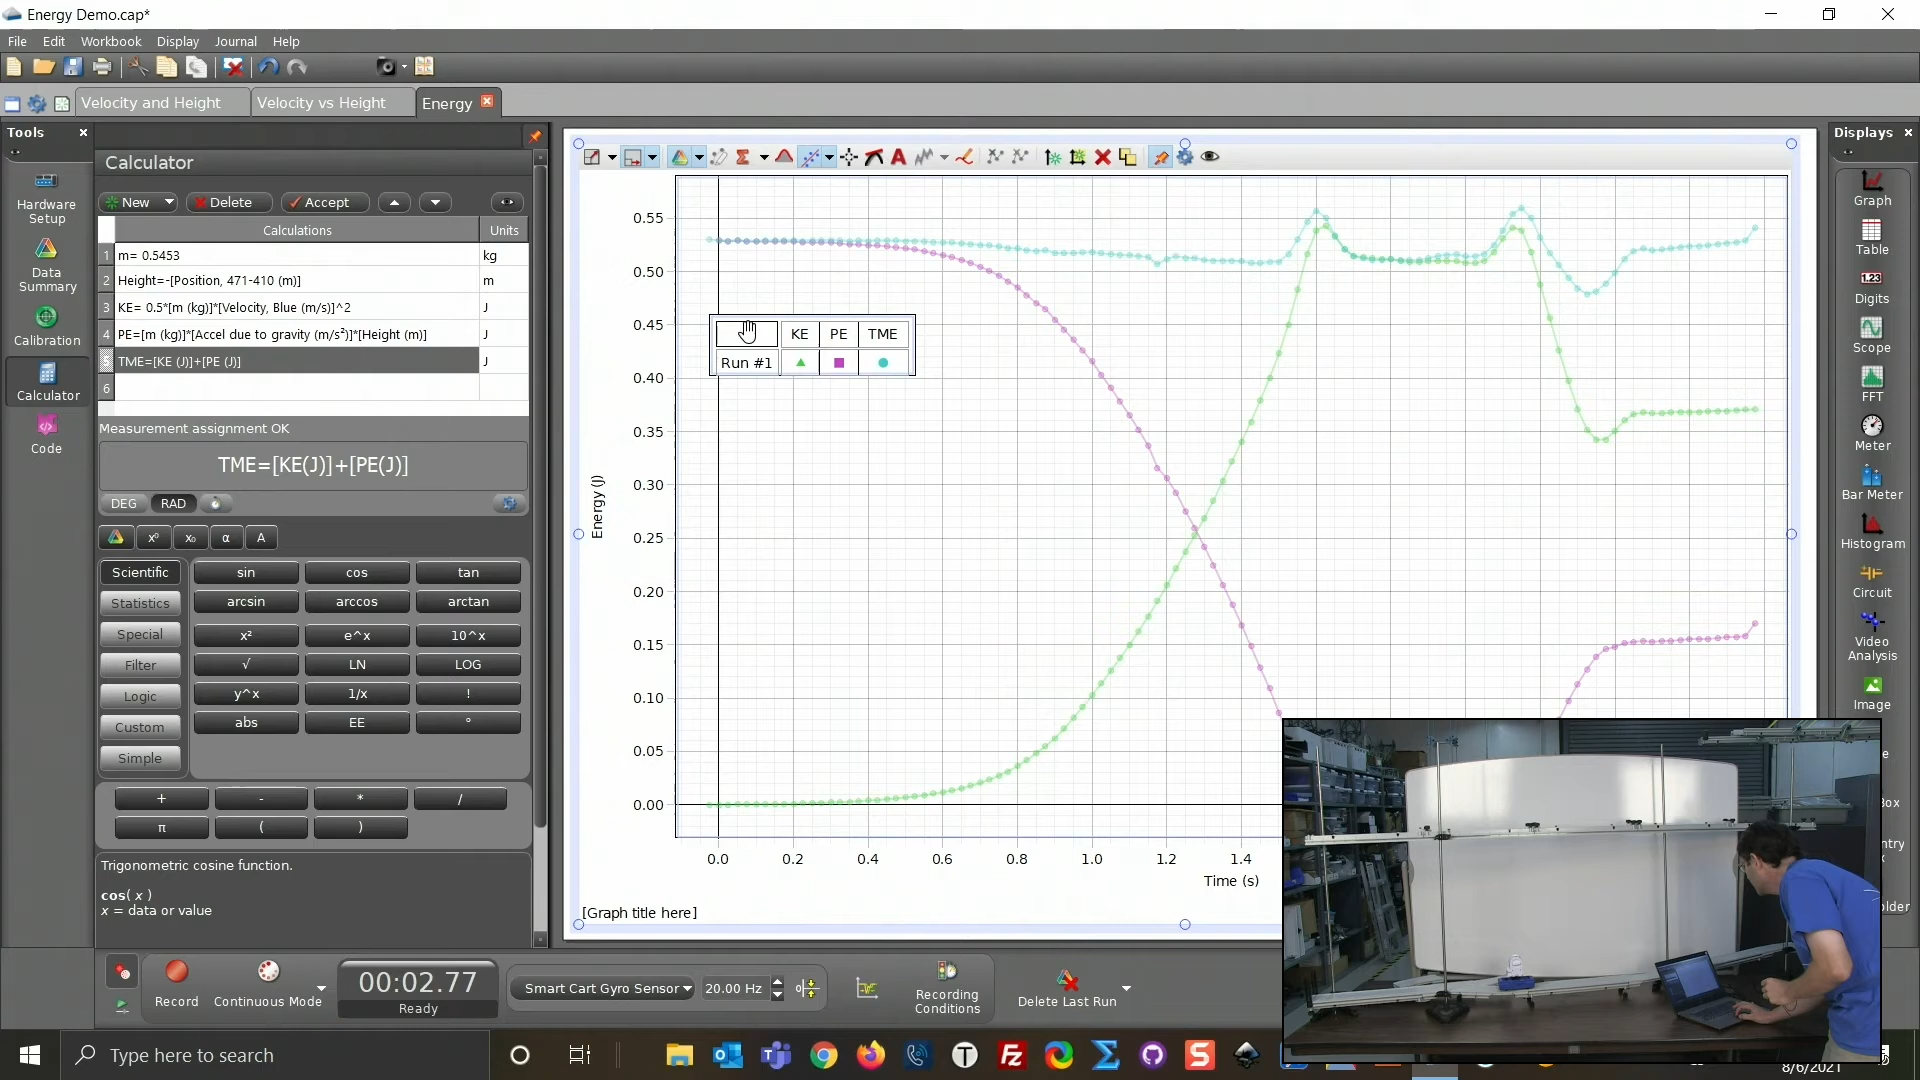 Energy Demo.cap*
File Edit Workbook Display Journal Help
Velocity and Height Velocity vs Height Energy
Tools
Hardware
Setup
Data
Summary
Calibration
Calculator
Code
Calculator
New Delete Accept
Calculations Units
1 m= 0.5453 kg
2 Height=-[Position, 471-410 (m)] m
3 KE= 0.5*[m (kg)]*[Velocity, Blue (m/s)]^2 J
4 PE=[m (kg)]*[Accel due to gravity (m/s²)]*[Height (m)] J
5 TME=[KE (J)]+[PE (J)] J
6
Measurement assignment OK
TME=[KE(J)]+[PE(J)]
DEG RAD
α A
Scientific sin cos tan
Statistics arcsin arccos arctan
Special x² e^x 10^x
Filter √ LN LOG
Logic y^x 1/x !
Custom abs EE °
Simple
+ - * /
π ( )
Trigonometric cosine function.
cos( x )
x = data or value
0.55
0.50
0.45
0.40
0.35
0.30
0.25
0.20
0.15
0.10
0.05
0.00
Energy (J)
KE PE TME
Run #1
0.0 0.2 0.4 0.6 0.8 1.0 1.2 1.4
Time (s)
[Graph title here]
Displays
Graph
Table
1.23
Digits
Scope
FFT
Meter
Bar Meter
Histogram
Circuit
Video
Analysis
Image
e
ox
ntry
x
older
Record Continuous Mode 00:02.77
Ready
Smart Cart Gyro Sensor 20.00 Hz
Recording
Conditions
Delete Last Run
Type here to search
8/6/2021